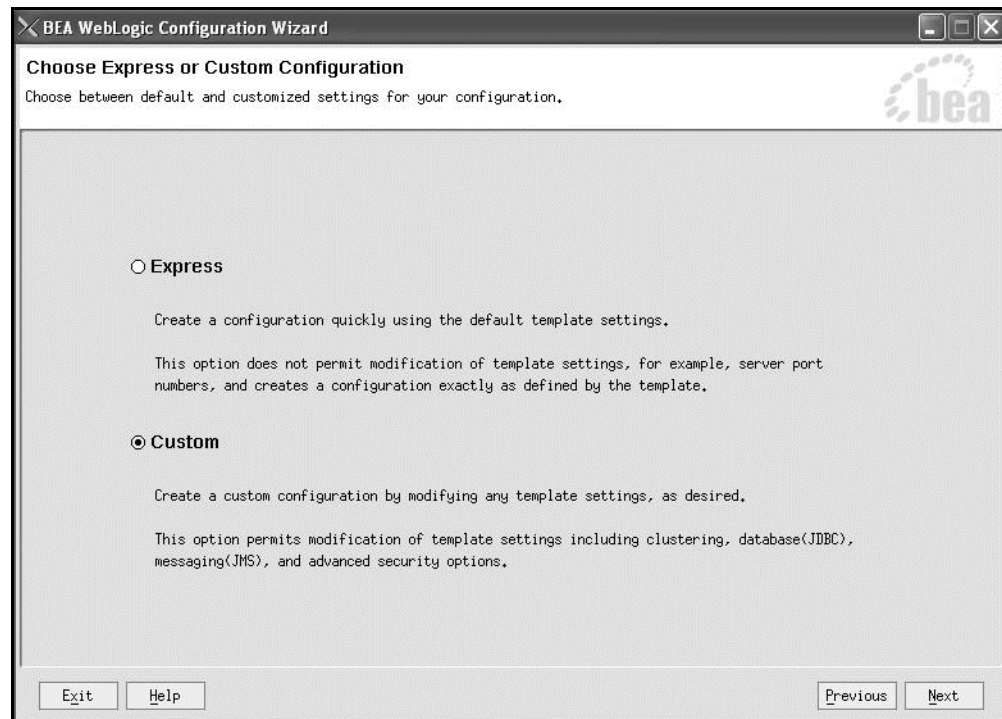 BEA WebLogic Configuration Wizard
Choose Express or Custom Configuration
Choose between default and customized settings for your configuration.
bea
Express
Create a configuration quickly using the default template settings.
This option does not permit modification of template settings, for example, server port
numbers, and creates a configuration exactly as defined by the template.
Custom
Create a custom configuration by modifying any template settings, as desired.
This option permits modification of template settings including clustering, database(JDBC),
messaging(JMS), and advanced security options.
Exit Help Previous Next